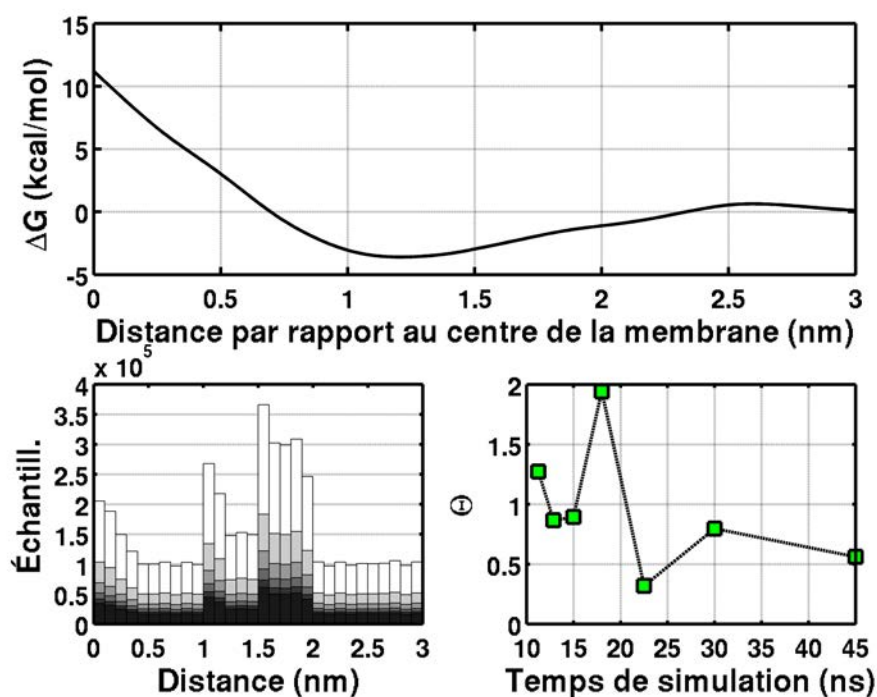 15
10
5
0
-5
ΔG (kcal/mol)
0 0.5 1 1.5 2 2.5 3
Distance par rapport au centre de la membrane (nm)
x 10^5
4
3.5
3
2.5
2
1.5
1
0.5
0
Échantill.
0 0.5 1 1.5 2 2.5 3
Distance (nm)
2
1.5
1
0.5
0
Θ
10 15 20 25 30 35 40 45
Temps de simulation (ns)